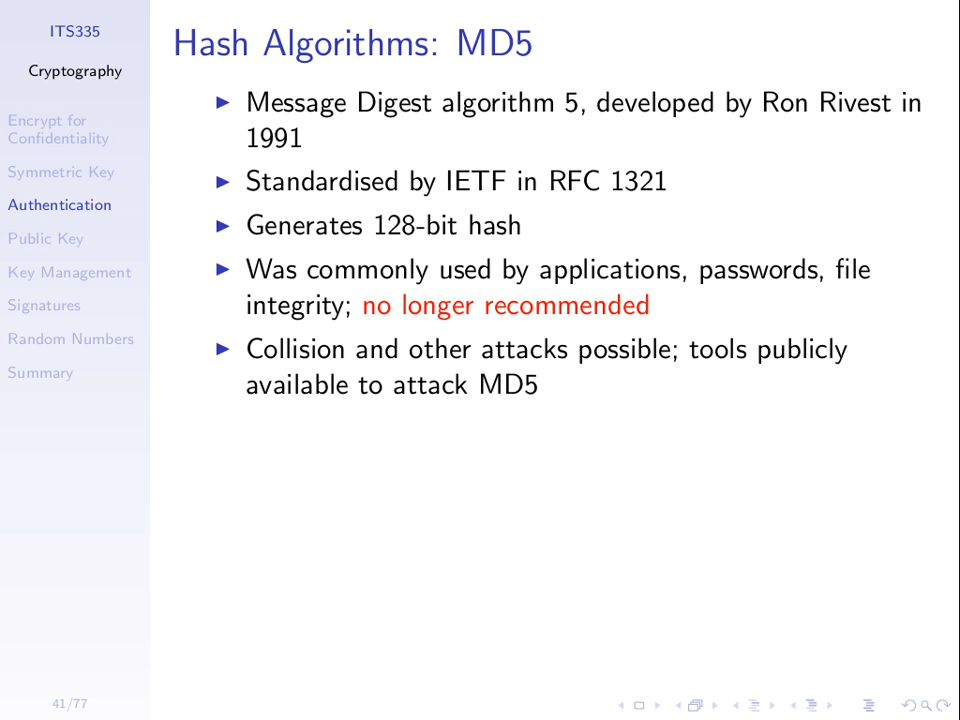 ITS335
Cryptography
Encrypt for
Confidentiality
Symmetric Key
Authentication
Public Key
Key Management
Signatures
Random Numbers
Summary
41/77
Hash Algorithms: MD5
Message Digest algorithm 5, developed by Ron Rivest in
1991
Standardised by IETF in RFC 1321
Generates 128-bit hash
Was commonly used by applications, passwords, file
integrity; no longer recommended
Collision and other attacks possible; tools publicly
available to attack MD5